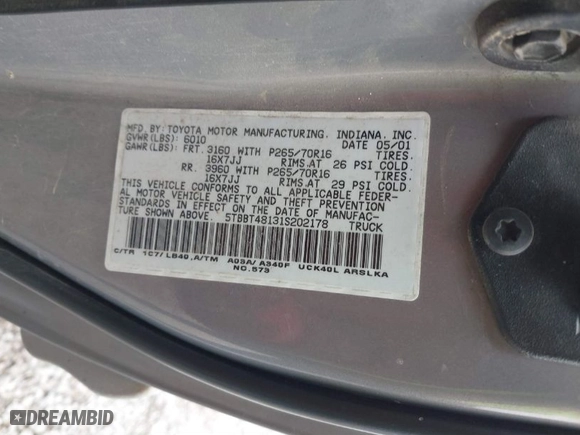 MFD.BY: TOYOTA MOTOR MANUFACTURING, INDIANA, INC.
GVWR(LBS): 6010 DATE 05/01
GAWR(LBS): FRT. 3160 WITH P265/70R16 TIRES.
16X7JJ RIMS.AT 26 PSI COLD.
RR. 3960 WITH P265/70R16 TIRES.
16X7JJ RIMS.AT 29 PSI COLD.
THIS VEHICLE CONFORMS TO ALL APPLICABLE FEDER-
AL MOTOR VEHICLE SAFETY AND THEFT PREVENTION
STANDARDS IN EFFECT ON THE DATE OF MANUFAC-
TURE SHOWN ABOVE. 5TBBT48131S202178 TRUCK
C/TR 1C7/ LB40,A/TM A03A/ A340F UCK40L ARSLKA
NO.573
DREAMBID